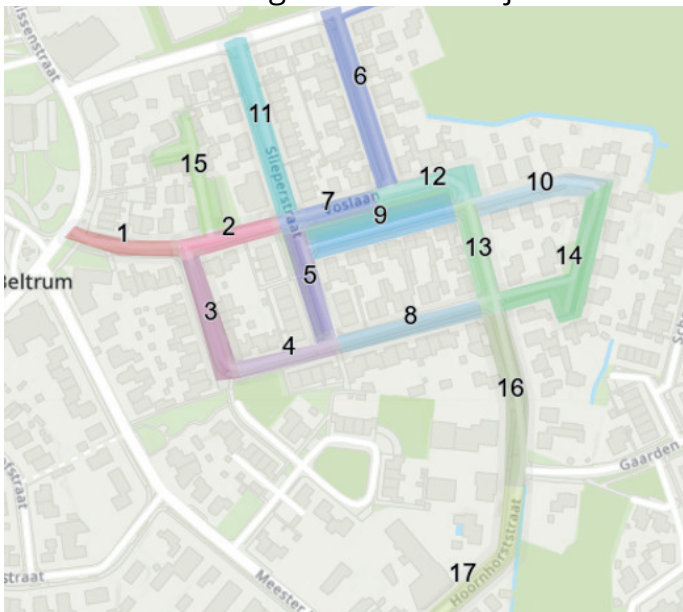 issenstraat
6
11
Slieperstraat
15
12
10
7
Voslaan
9
2
1
13
14
5
Beltrum
3
8
4
16
Gaarden
straat
Hoornhorststraat
17
Meester